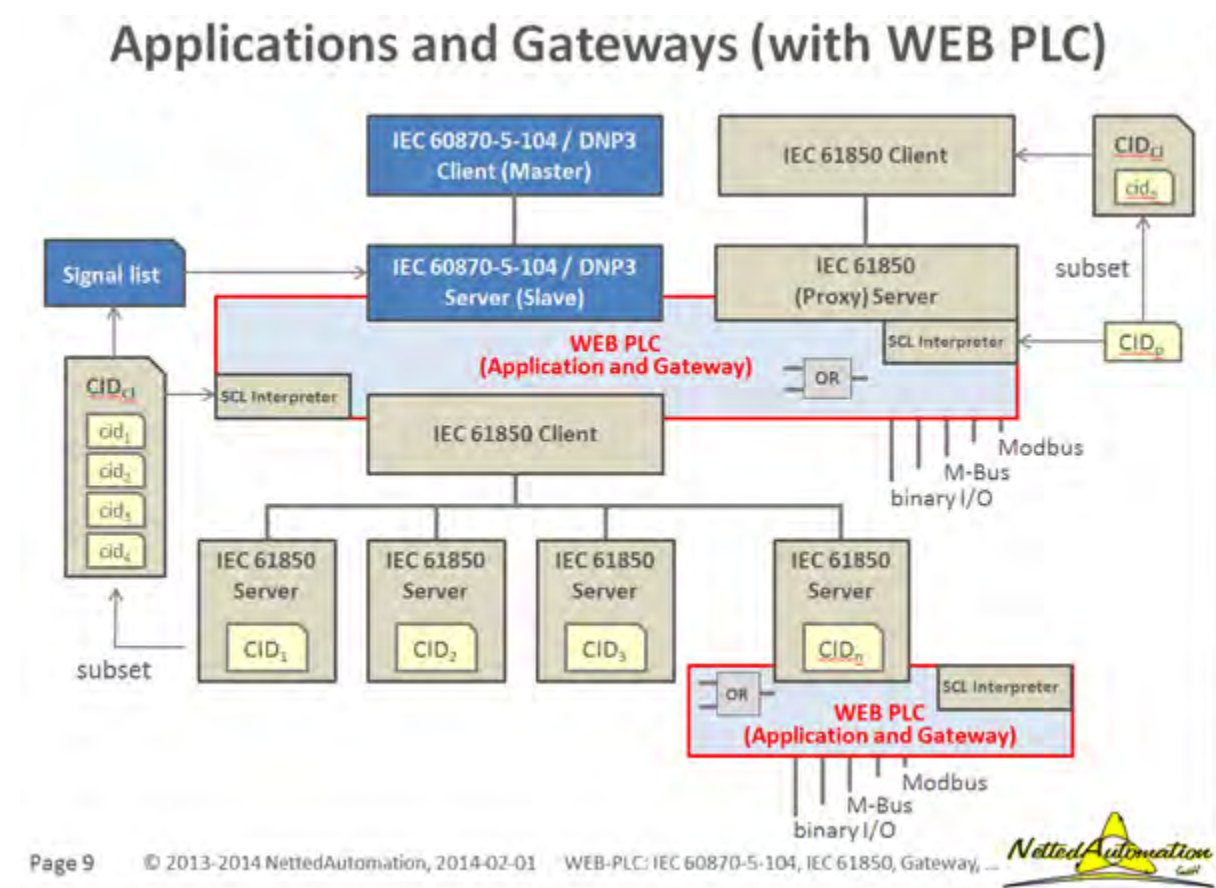 Applications and Gateways (with WEB PLC)
IEC 60870-5-104 / DNP3
Client (Master)
IEC 61850 Client
CIDcl
cidn
Signal list
IEC 60870-5-104 / DNP3
Server (Slave)
IEC 61850
(Proxy) Server
subset
WEB PLC
(Application and Gateway)
SCL Interpreter
CIDp
OR
CIDcl
SCL Interpreter
cid1
cid2
cid3
cid4
IEC 61850 Client
Modbus
M-Bus
binary I/O
IEC 61850
Server
CID1
IEC 61850
Server
CID2
IEC 61850
Server
CID3
IEC 61850
Server
CIDn
subset
OR
SCL Interpreter
WEB PLC
(Application and Gateway)
Modbus
M-Bus
binary I/O
Page 9
© 2013-2014 NettedAutomation, 2014-02-01
WEB-PLC: IEC 60870-5-104, IEC 61850, Gateway, ...
NettedAutomation
GmbH